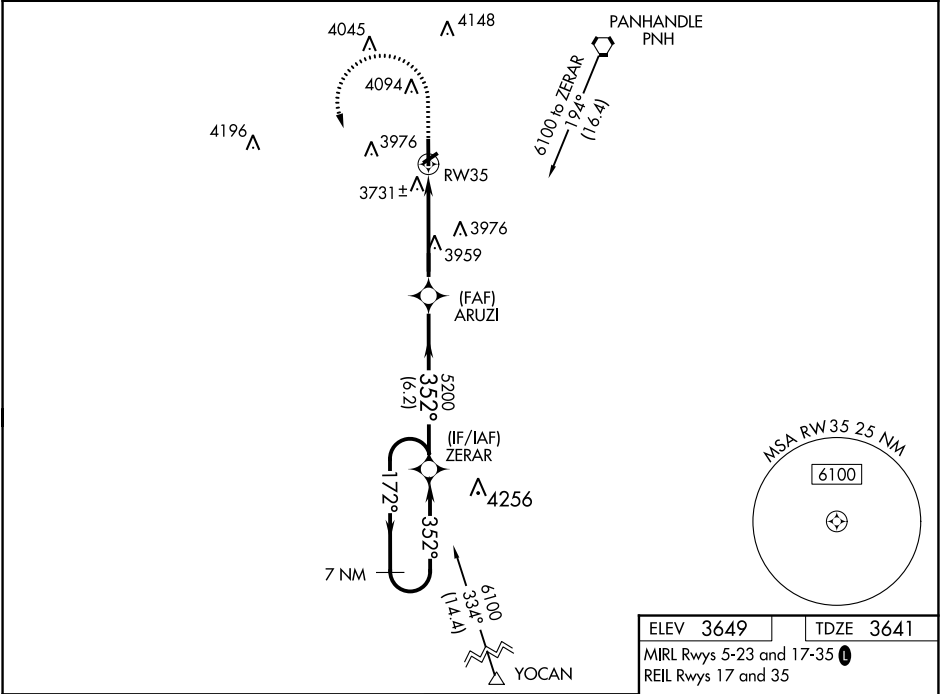 4045
4148
PANHANDLE
PNH
4094
6100 to ZERAR
194°
(16.4)
4196
3976
RW35
3731±
3976
3959
(FAF)
ARUZI
5200
352°
(6.2)
(IF/IAF)
ZERAR
172°
352°
4256
7 NM
6100
334°
(14.4)
YOCAN
MSA RW35 25 NM
6100
ELEV 3649
TDZE 3641
MIRL Rwys 5-23 and 17-35 L
REIL Rwys 17 and 35